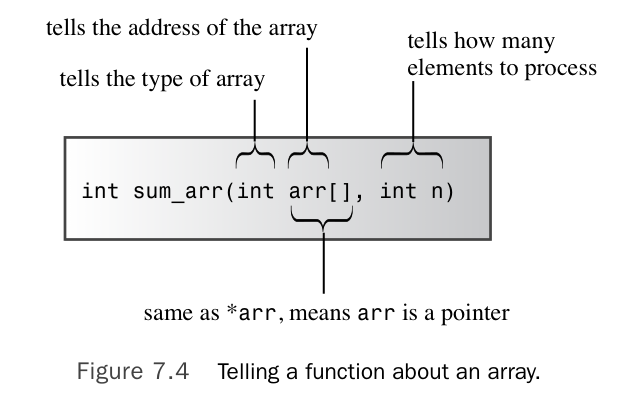 tells the address of the array
tells how many
elements to process
tells the type of array
int sum_arr(int arr[], int n)
same as *arr, means arr is a pointer
Figure 7.4 Telling a function about an array.